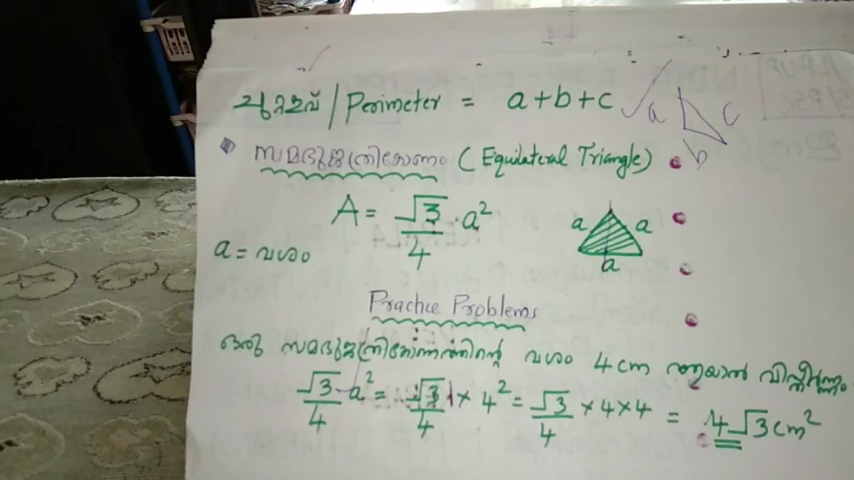 ചുറ്റളവ് / Perimeter = a+b+c
a c
b
സമഭുജത്രികോണം (Equilateral Triangle)
A = √3/4 · a²
a a
a
a = വശം
Practice Problems
ഒരു സമഭുജത്രികോണത്തിന്റെ വശം 4cm ആയാൽ വിസ്തീർണ്ണം
√3/4 a² = √3/4 × 4² = √3/4 × 4 × 4 = 4√3 cm²